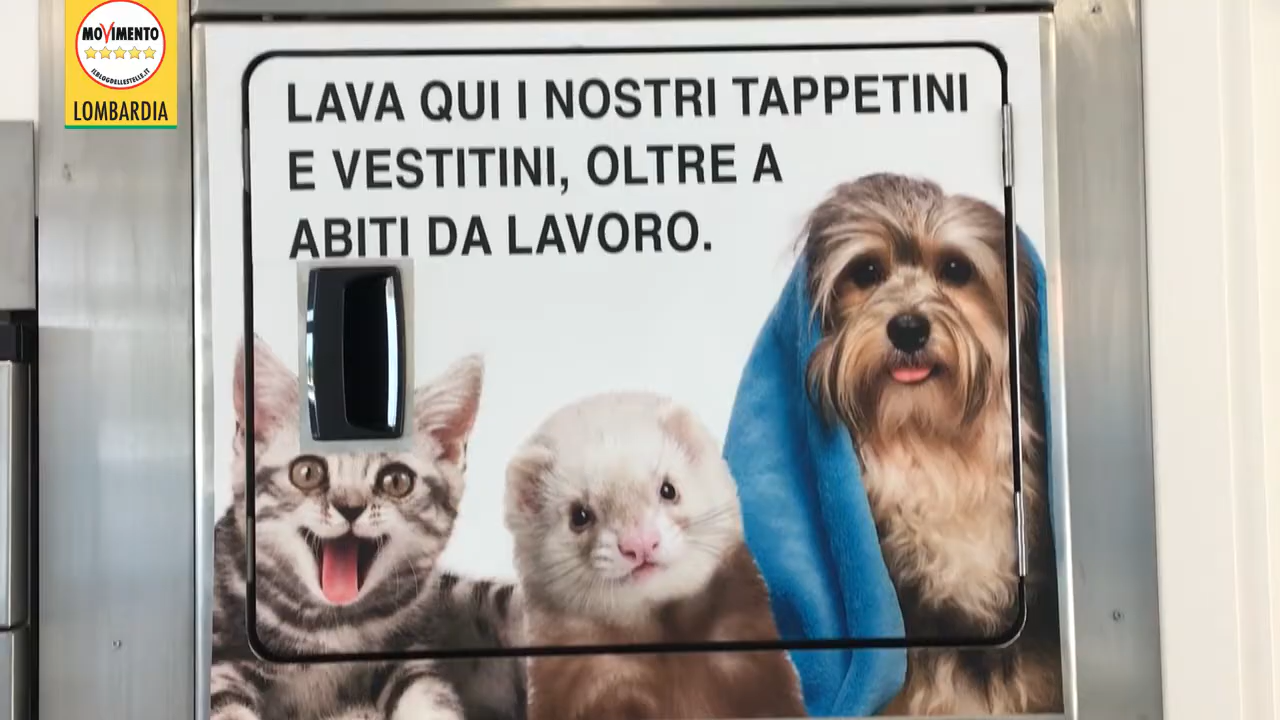 MOVIMENTO
ILBLOGDELLESTELLE.IT
LOMBARDIA
LAVA QUI I NOSTRI TAPPETINI
E VESTITINI, OLTRE A
ABITI DA LAVORO.